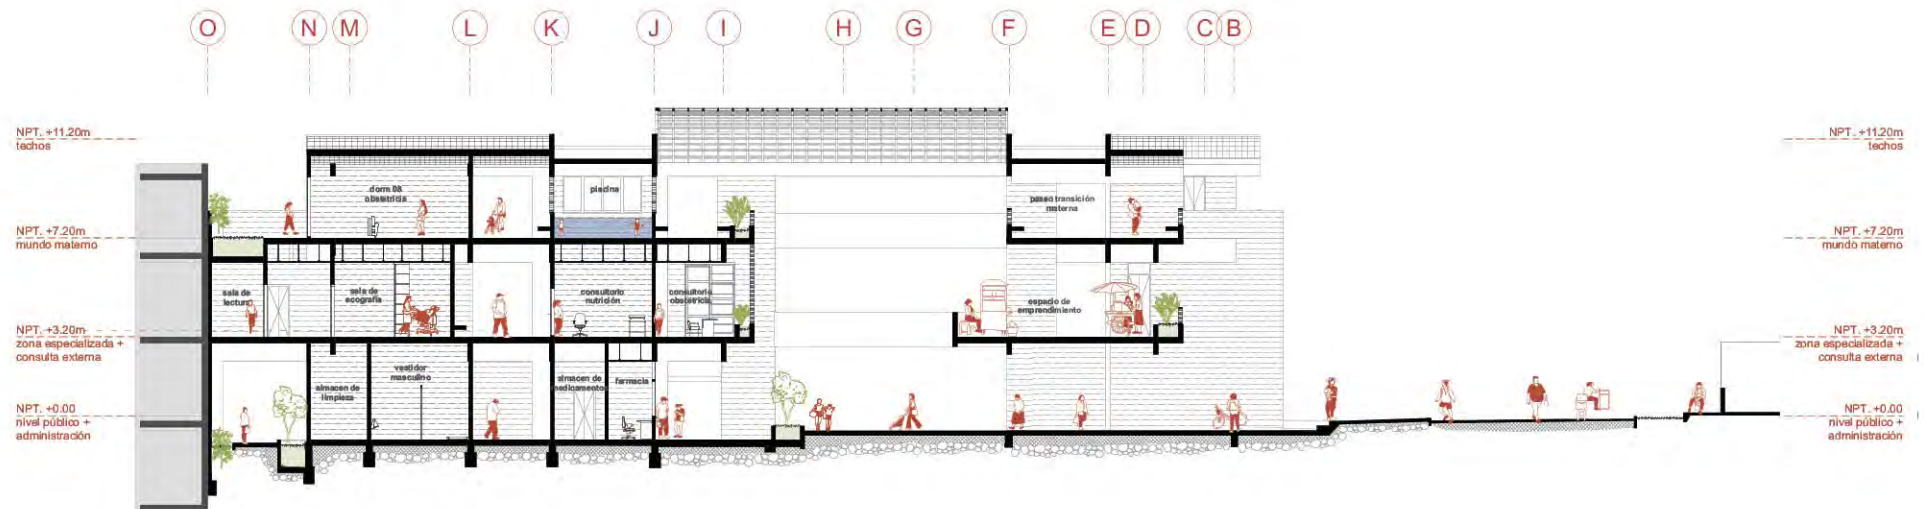 O N M L K J I H G F E D C B
NPT. +11.20m
techos
NPT. +11.20m
techos
dorm 08
obstetricia
piscina
paseo transición
materna
NPT. +7.20m
mundo materno
NPT. +7.20m
mundo materno
sala de
lectura
sala de
ecografía
consultorio
nutrición
consultorio
obstetricia
espacio de
emprendimiento
NPT. +3.20m
zona especializada +
consulta externa
NPT. +3.20m
zona especializada +
consulta externa
almacen de
limpieza
vestidor
masculino
almacen de
medicamentos
farmacia
NPT. +0.00
nivel público +
administración
NPT. +0.00
nivel público +
administración